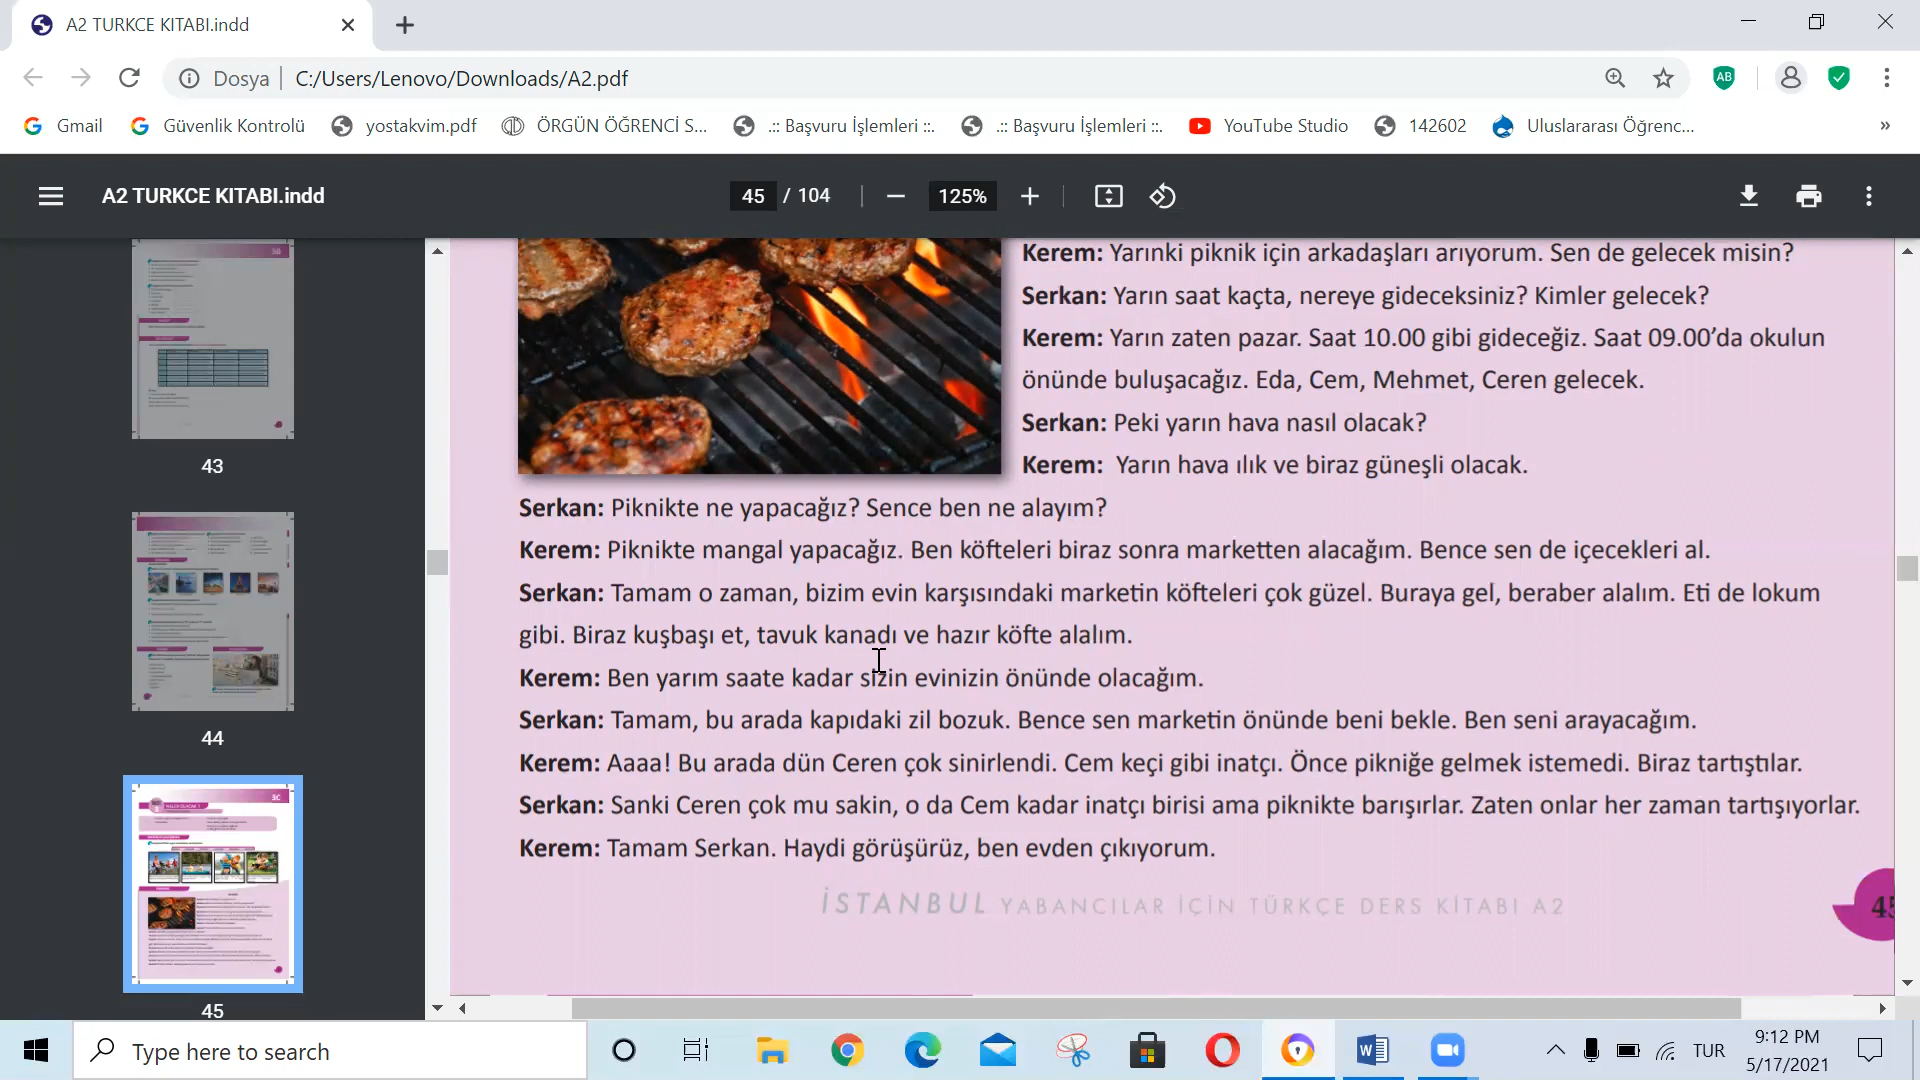 A2 TURKCE KITABI.indd
Dosya C:/Users/Lenovo/Downloads/A2.pdf
AB
Gmail Güvenlik Kontrolü yostakvim.pdf ÖRGÜN ÖĞRENCİ S... .:: Başvuru İşlemleri ::. .:: Başvuru İşlemleri ::. YouTube Studio 142602 Uluslararası Öğrenc... »
A2 TURKCE KITABI.indd 45 / 104 125%
43
44
45
Kerem: Yarınki piknik için arkadaşları arıyorum. Sen de gelecek misin?
Serkan: Yarın saat kaçta, nereye gideceksiniz? Kimler gelecek?
Kerem: Yarın zaten pazar. Saat 10.00 gibi gideceğiz. Saat 09.00’da okulun
önünde buluşacağız. Eda, Cem, Mehmet, Ceren gelecek.
Serkan: Peki yarın hava nasıl olacak?
Kerem: Yarın hava ılık ve biraz güneşli olacak.
Serkan: Piknikte ne yapacağız? Sence ben ne alayım?
Kerem: Piknikte mangal yapacağız. Ben köfteleri biraz sonra marketten alacağım. Bence sen de içecekleri al.
Serkan: Tamam o zaman, bizim evin karşısındaki marketin köfteleri çok güzel. Buraya gel, beraber alalım. Eti de lokum
gibi. Biraz kuşbaşı et, tavuk kanadı ve hazır köfte alalım.
Kerem: Ben yarım saate kadar sizin evinizin önünde olacağım.
Serkan: Tamam, bu arada kapıdaki zil bozuk. Bence sen marketin önünde beni bekle. Ben seni arayacağım.
Kerem: Aaaa! Bu arada dün Ceren çok sinirlendi. Cem keçi gibi inatçı. Önce pikniğe gelmek istemedi. Biraz tartıştılar.
Serkan: Sanki Ceren çok mu sakin, o da Cem kadar inatçı birisi ama piknikte barışırlar. Zaten onlar her zaman tartışıyorlar.
Kerem: Tamam Serkan. Haydi görüşürüz, ben evden çıkıyorum.
İSTANBUL YABANCILAR İÇİN TÜRKÇE DERS KİTABI A2
45
Type here to search
TUR
9:12 PM
5/17/2021